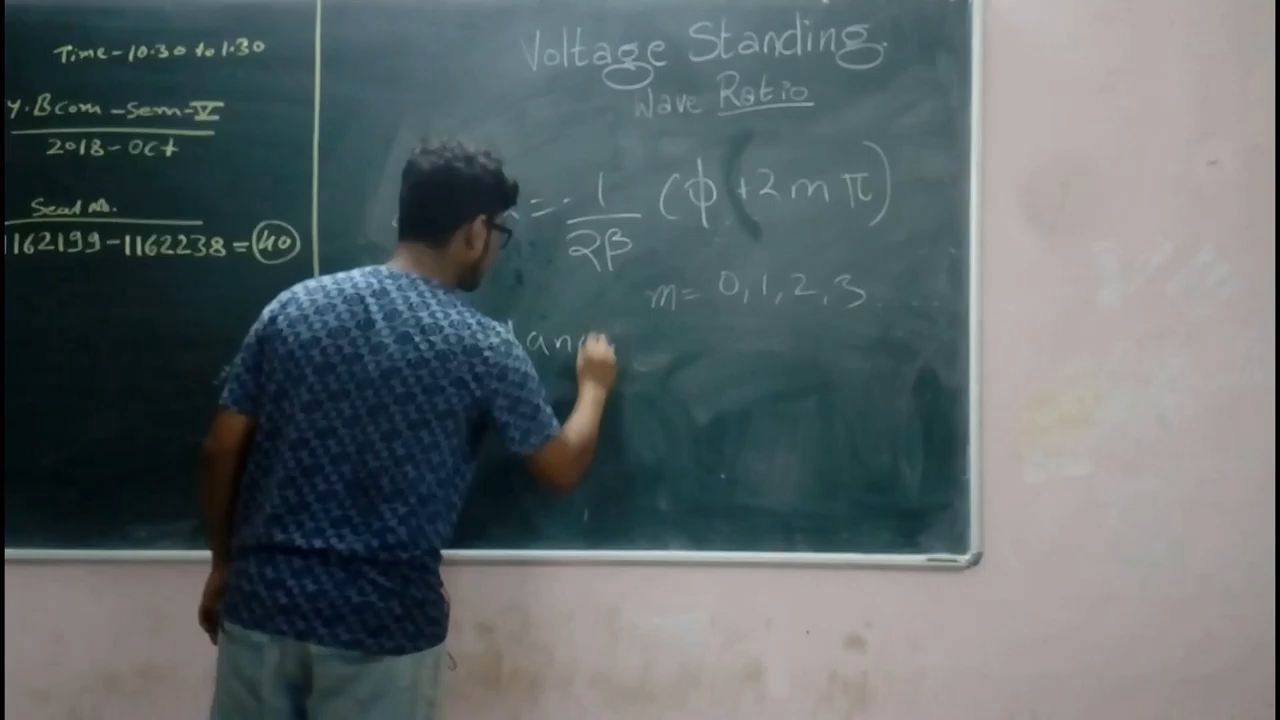 Time-10.30 to 1.30
Y.Bcom-Sem-V
2018-Oct
Seat No.
1162199-1162238=40
Voltage Standing
Wave Ratio
=-1/2β (ϕ+2mπ)
m=0,1,2,3....